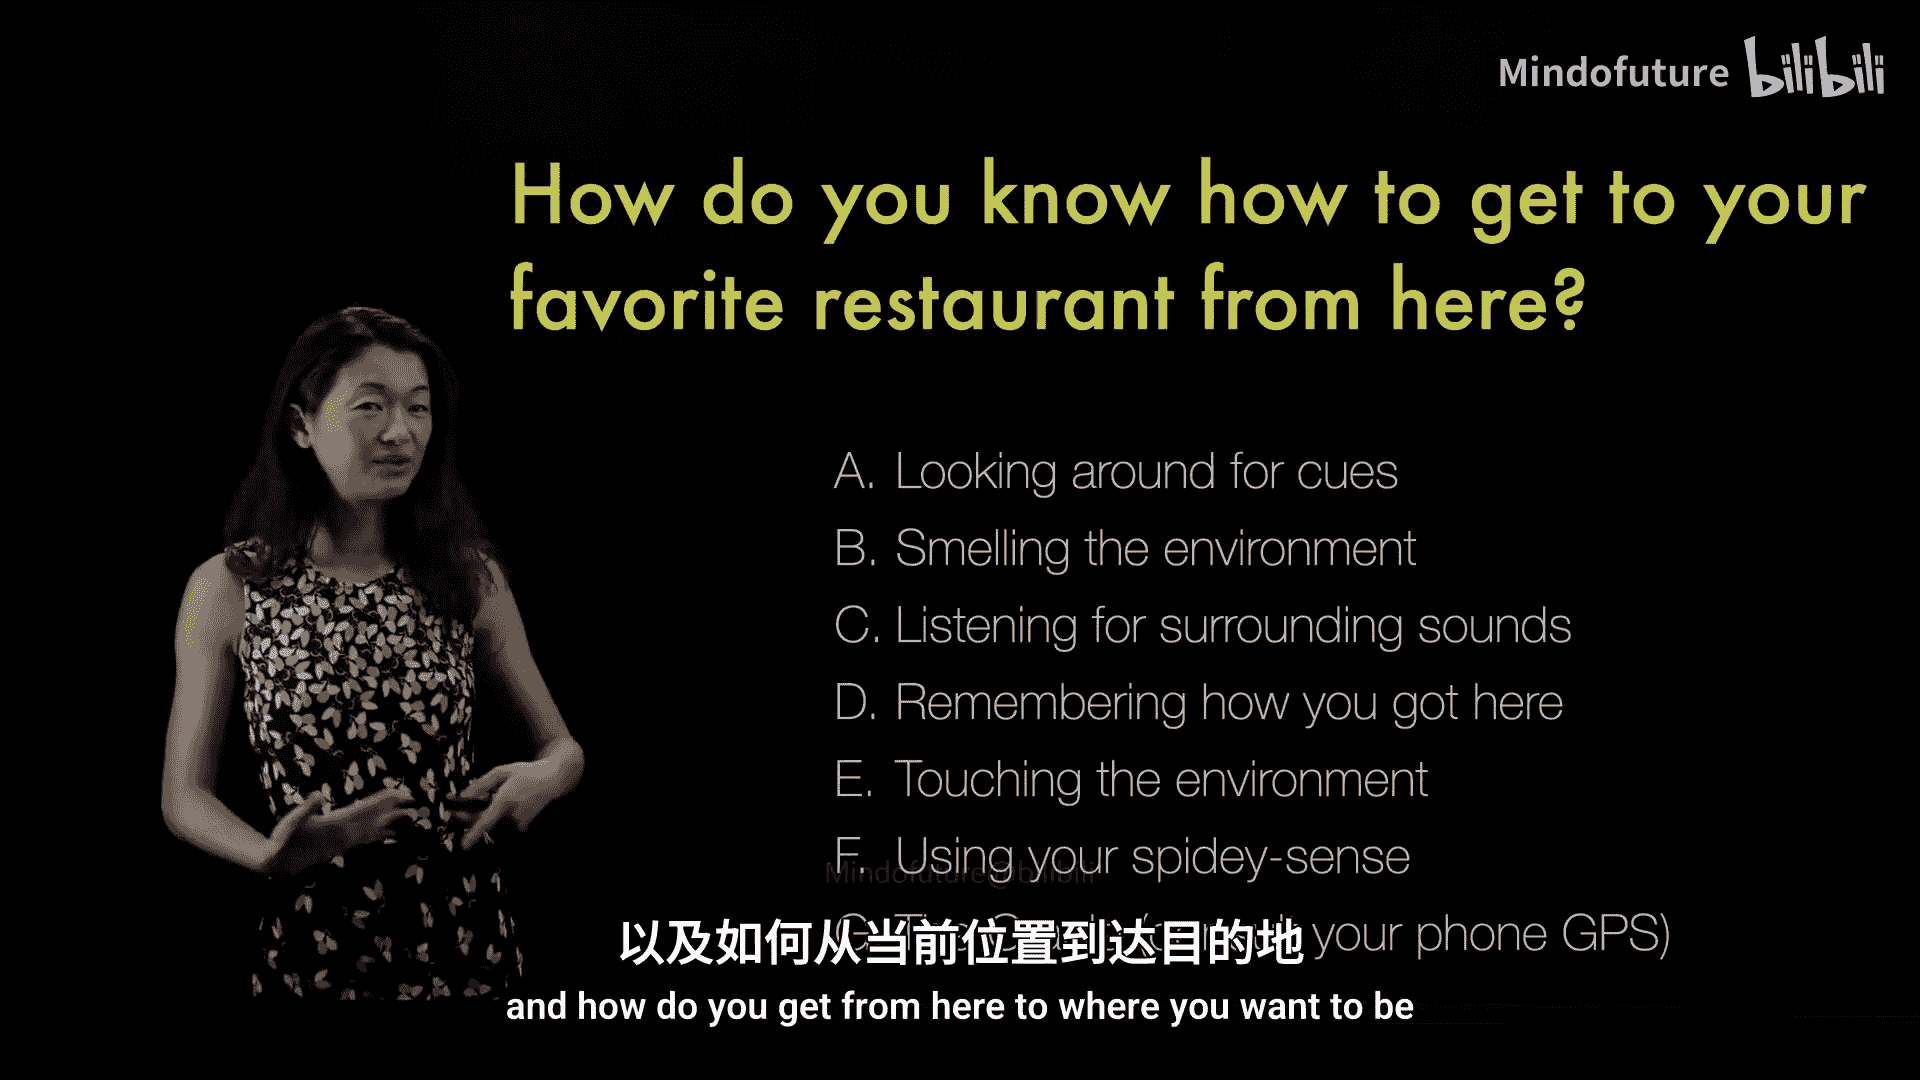 Mindofuture bilibili
How do you know how to get to your
favorite restaurant from here?
A. Looking around for cues
B. Smelling the environment
C. Listening for surrounding sounds
D. Remembering how you got here
E. Touching the environment
F. Using your spidey-sense
Mindofuture@bilibili
G. your phone GPS)
以及如何从当前位置到达目的地
and how do you get from here to where you want to be